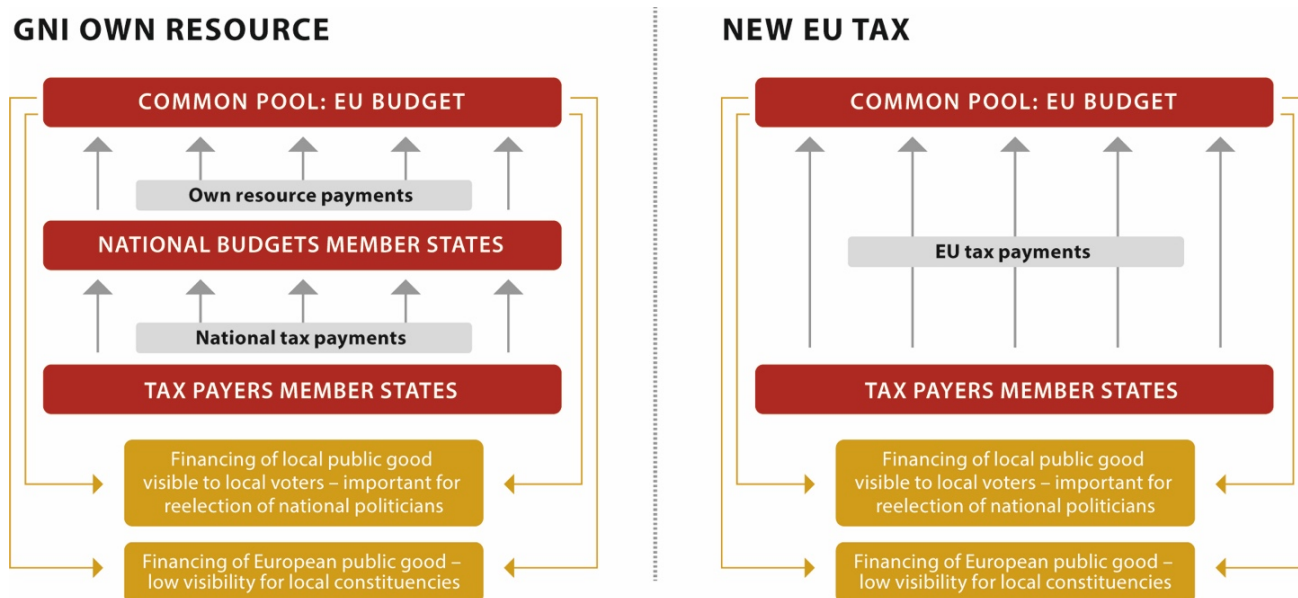 GNI OWN RESOURCE
COMMON POOL: EU BUDGET
Own resource payments
NATIONAL BUDGETS MEMBER STATES
National tax payments
TAX PAYERS MEMBER STATES
Financing of local public good
visible to local voters – important for
reelection of national politicians
Financing of European public good –
low visibility for local constituencies
NEW EU TAX
COMMON POOL: EU BUDGET
EU tax payments
TAX PAYERS MEMBER STATES
Financing of local public good
visible to local voters – important for
reelection of national politicians
Financing of European public good –
low visibility for local constituencies